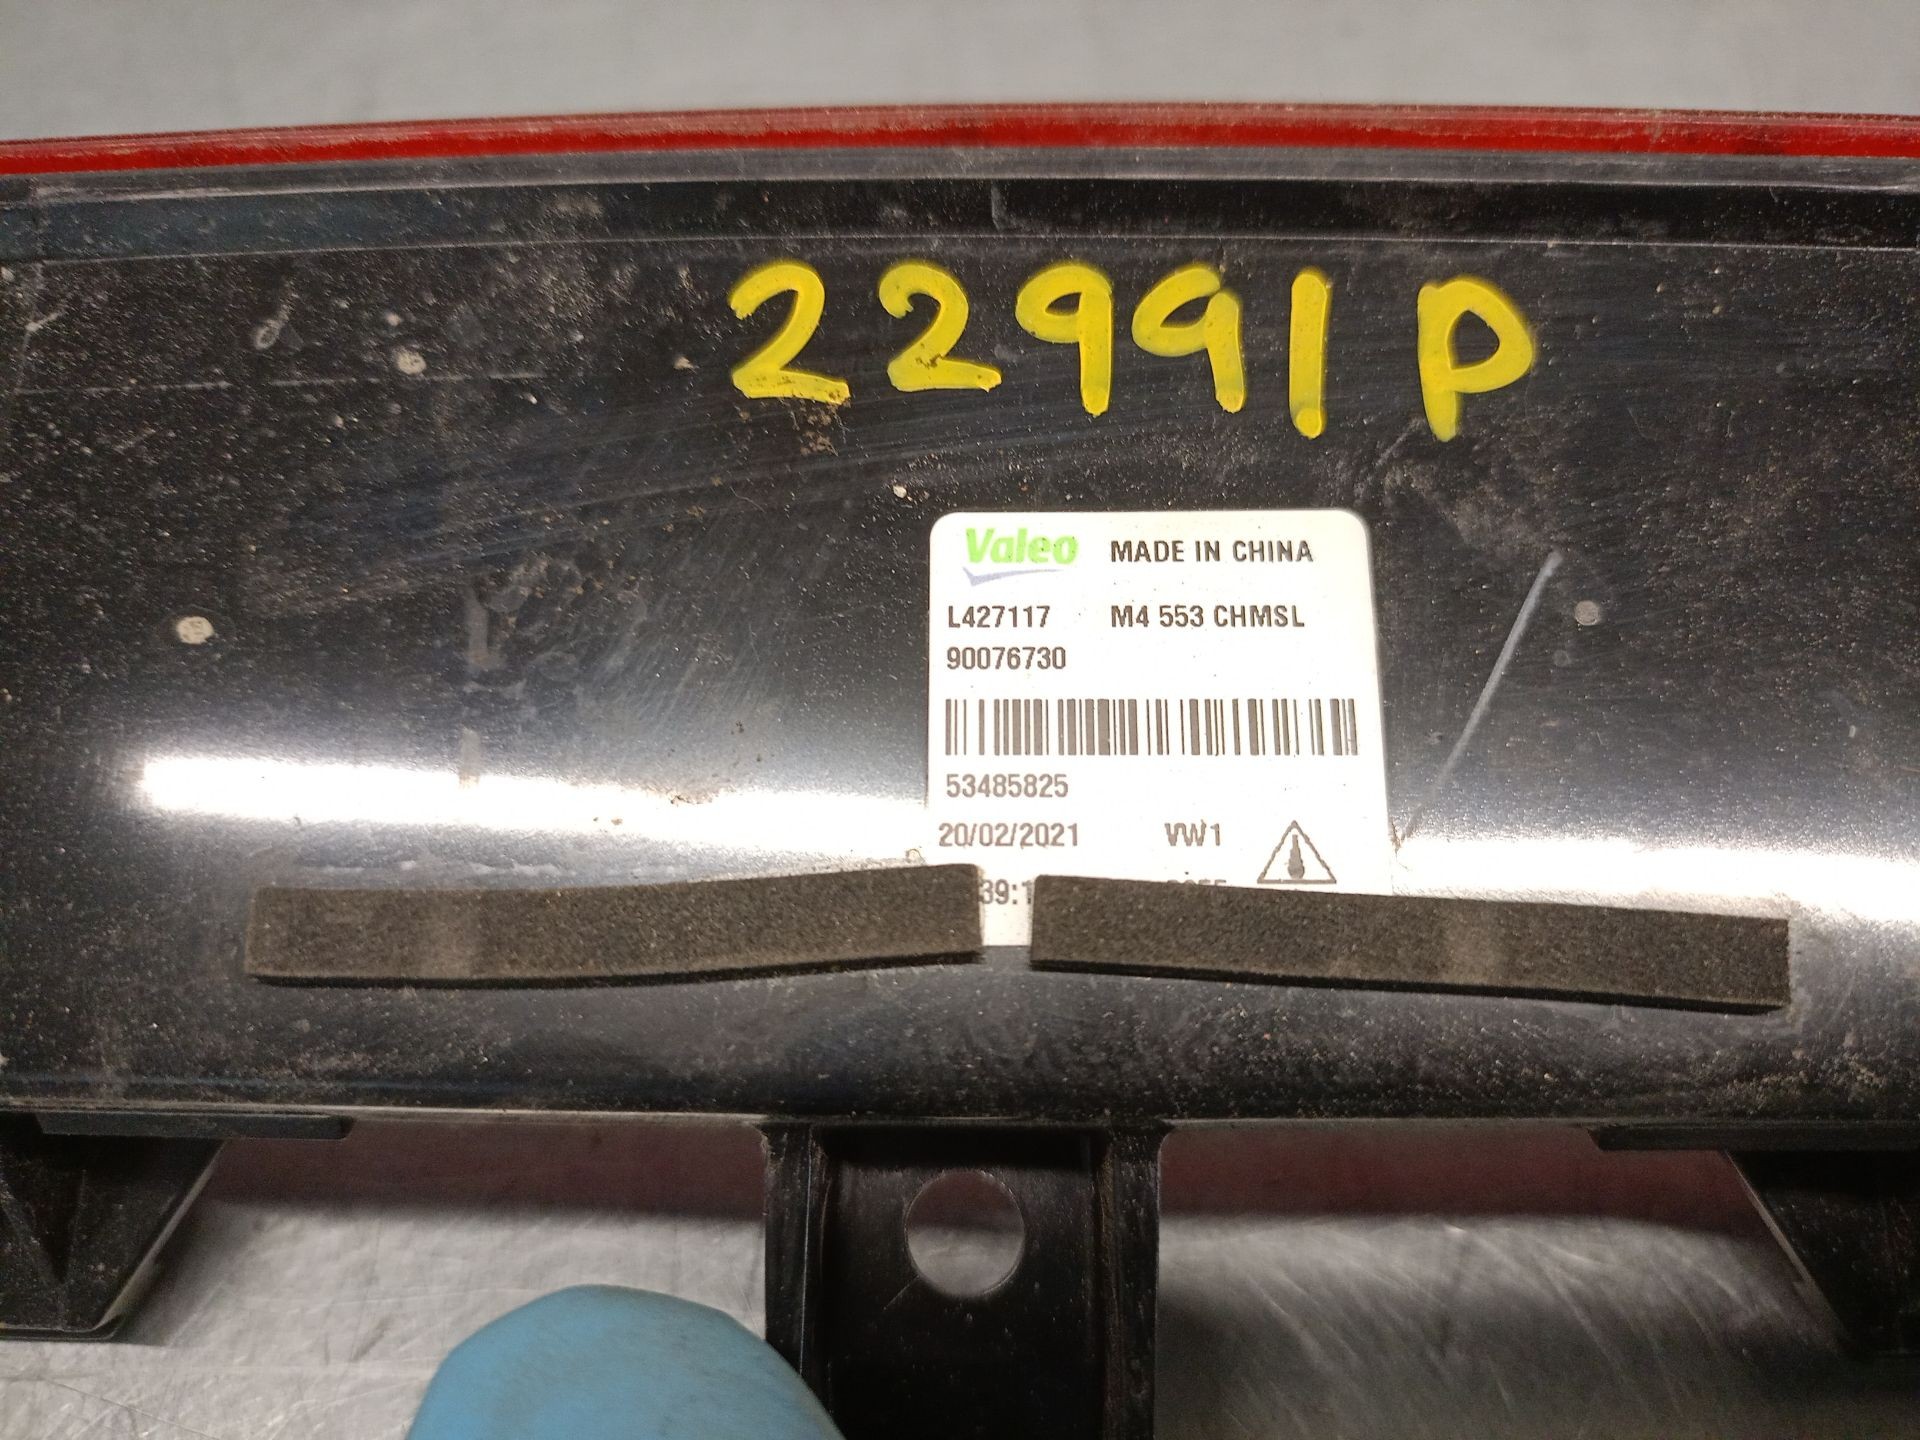 22991P
Valeo MADE IN CHINA
L427117 M4 553 CHMSL
90076730
53485825
20/02/2021 VW1